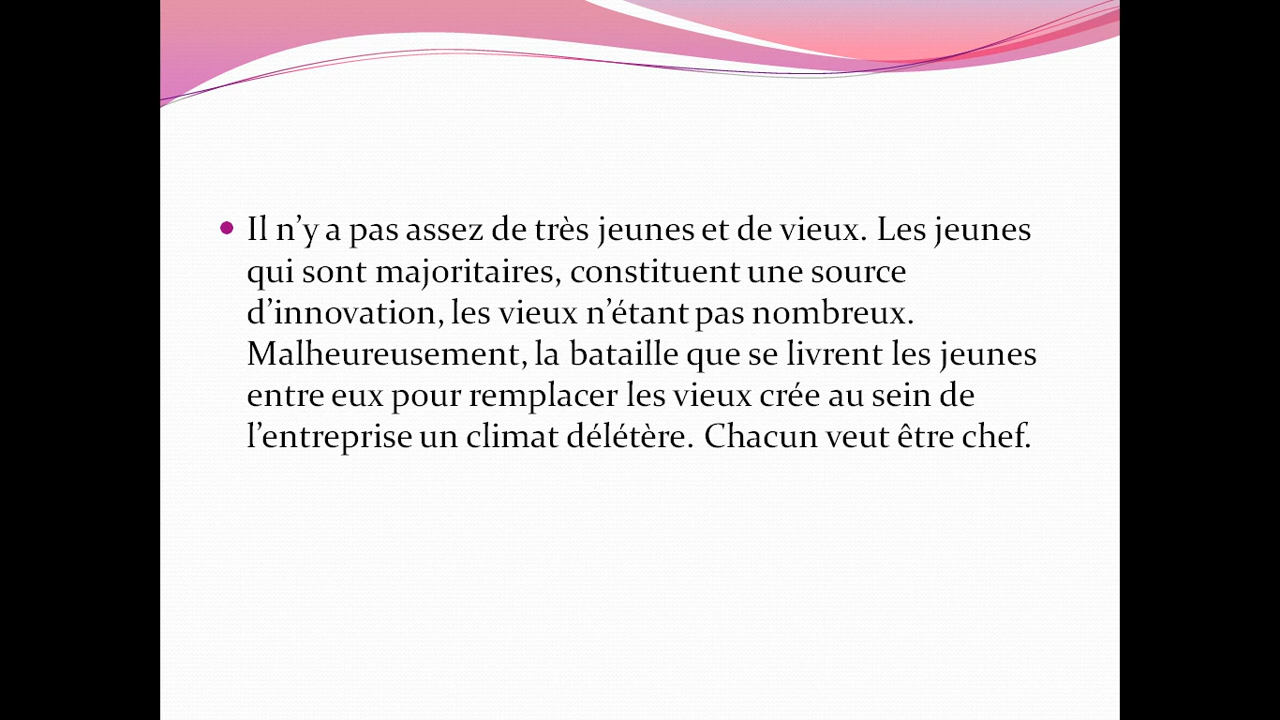 Il n’y a pas assez de très jeunes et de vieux. Les jeunes
qui sont majoritaires, constituent une source
d’innovation, les vieux n’étant pas nombreux.
Malheureusement, la bataille que se livrent les jeunes
entre eux pour remplacer les vieux crée au sein de
l’entreprise un climat délétère. Chacun veut être chef.